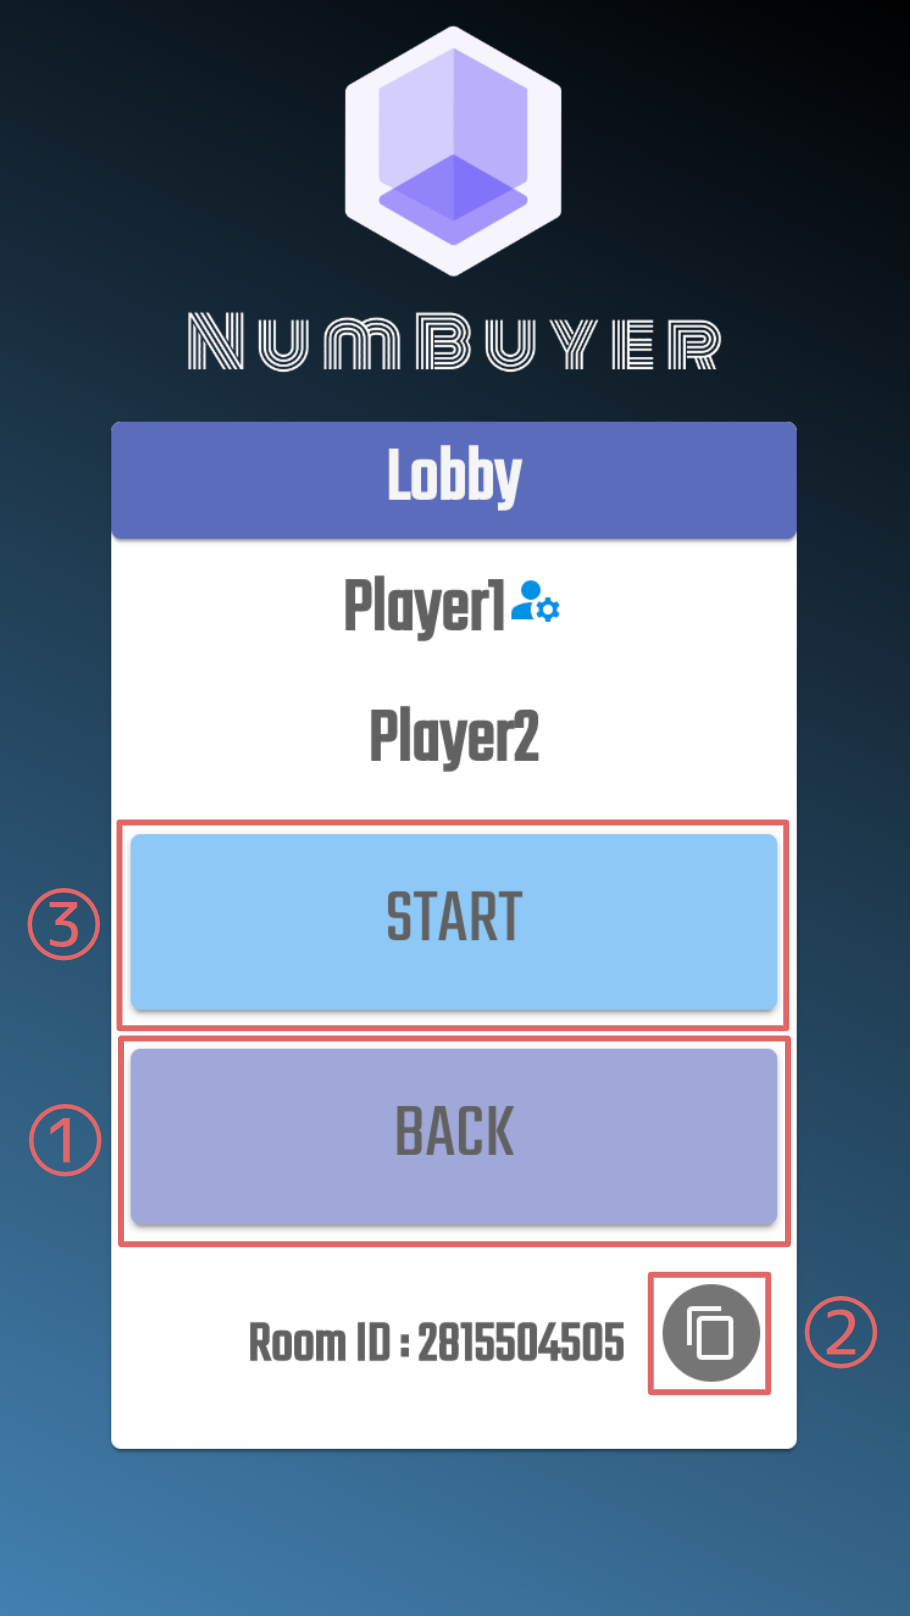 NumBuyer
Lobby
Player1
Player2
③ START
① BACK
Room ID : 2815504505 ②